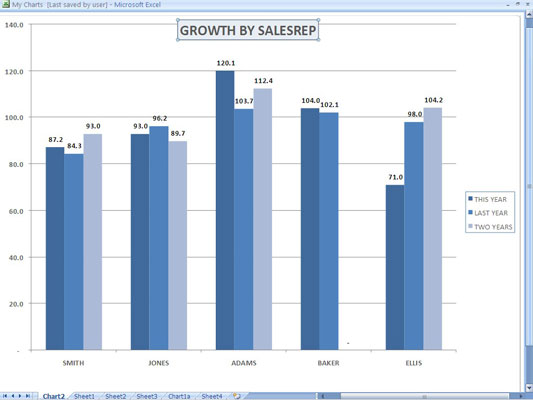 My Charts [Last saved by user] - Microsoft Excel
GROWTH BY SALESREP
140.0
120.0
100.0
80.0
60.0
40.0
20.0
-
87.2 84.3 93.0
93.0 96.2 89.7
120.1 103.7 112.4
104.0 102.1 -
71.0 98.0 104.2
SMITH JONES ADAMS BAKER ELLIS
THIS YEAR
LAST YEAR
TWO YEARS
Chart2 Sheet1 Sheet2 Sheet3 Chart1a Sheet4